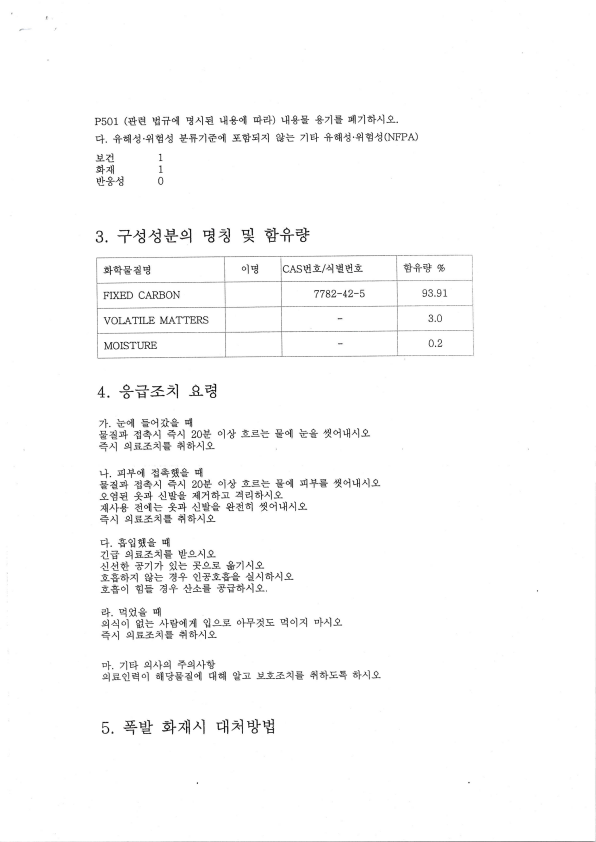 P501 (관련 법규에 명시된 내용에 따라) 내용물 용기를 폐기하시오.
다. 유해성·위험성 분류기준에 포함되지 않는 기타 유해성·위험성(NFPA)
보건 1
화재 1
반응성 0
3. 구성성분의 명칭 및 함유량
화학물질명 이명 CAS번호/식별번호 함유량 %
FIXED CARBON 7782-42-5 93.91
VOLATILE MATTERS - 3.0
MOISTURE - 0.2
4. 응급조치 요령
가. 눈에 들어갔을 때
물질과 접촉시 즉시 20분 이상 흐르는 물에 눈을 씻어내시오
즉시 의료조치를 취하시오
나. 피부에 접촉했을 때
물질과 접촉시 즉시 20분 이상 흐르는 물에 피부를 씻어내시오
오염된 옷과 신발을 제거하고 격리하시오
재사용 전에는 옷과 신발을 완전히 씻어내시오
즉시 의료조치를 취하시오
다. 흡입했을 때
긴급 의료조치를 받으시오
신선한 공기가 있는 곳으로 옮기시오
호흡하지 않는 경우 인공호흡을 실시하시오
호흡이 힘들 경우 산소를 공급하시오.
라. 먹었을 때
의식이 없는 사람에게 입으로 아무것도 먹이지 마시오
즉시 의료조치를 취하시오
마. 기타 의사의 주의사항
의료인력이 해당물질에 대해 알고 보호조치를 취하도록 하시오
5. 폭발 화재시 대처방법